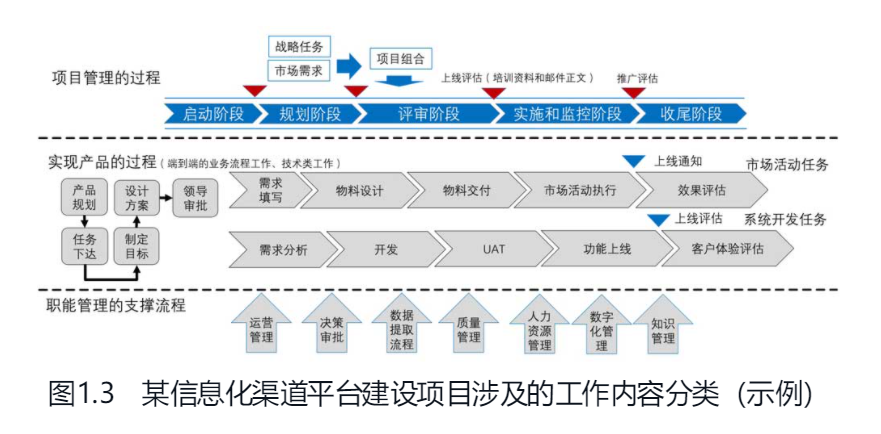 战略任务
市场需求
项目组合
项目管理的过程
上线评估(培训资料和邮件正文)
推广评估
启动阶段
规划阶段
评审阶段
实施和监控阶段
收尾阶段
实现产品的过程(端到端的业务流程工作、技术类工作)
上线通知
市场活动任务
产品
规划
设计
方案
领导
审批
任务
下达
制定
目标
需求
填写
物料设计
物料交付
市场活动执行
效果评估
上线评估
系统开发任务
需求分析
开发
UAT
功能上线
客户体验评估
职能管理的支撑流程
运营
管理
决策
审批
数据
提取
流程
质量
管理
人力
资源
管理
数字
化管
理
知识
管理
图1.3 某信息化渠道平台建设项目涉及的工作内容分类(示例)